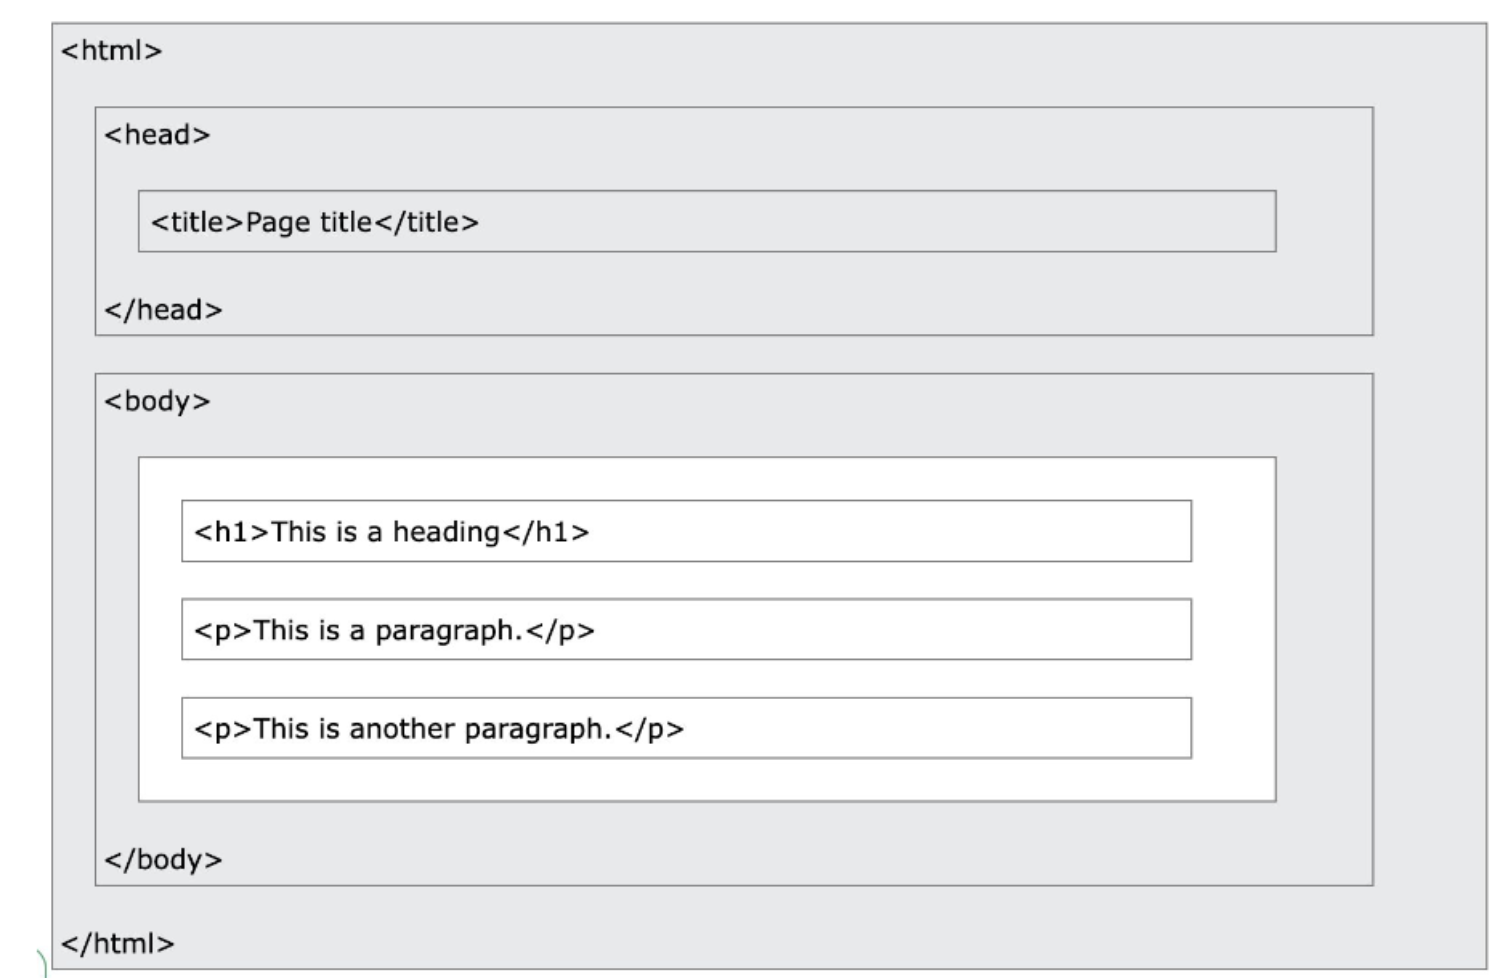 <html>
<head>
<title>Page title</title>
</head>
<body>
<h1>This is a heading</h1>
<p>This is a paragraph.</p>
<p>This is another paragraph.</p>
</body>
</html>